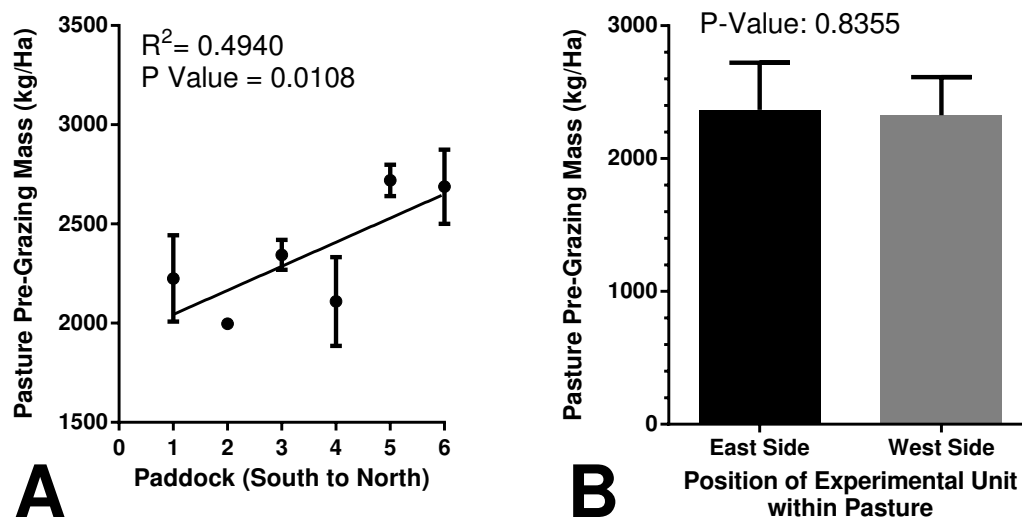 Pasture Pre-Grazing Mass (kg/Ha)
3500
3000
2500
2000
1500
R²= 0.4940
P Value = 0.0108
0 1 2 3 4 5 6
Paddock (South to North)
A
Pasture Pre-Grazing Mass (kg/Ha)
3000
2000
1000
0
P-Value: 0.8355
East Side West Side
Position of Experimental Unit
within Pasture
B